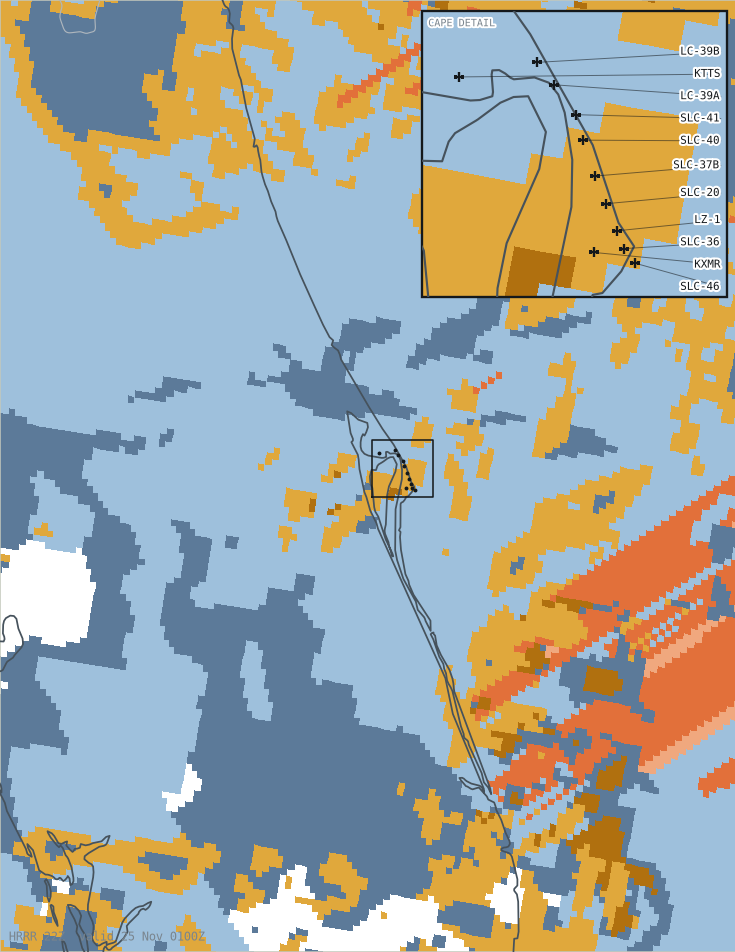 CAPE DETAIL
LC-39B
KTTS
LC-39A
SLC-41
SLC-40
SLC-37B
SLC-20
LZ-1
SLC-36
KXMR
SLC-46
HRRR 25 Nov 0100Z